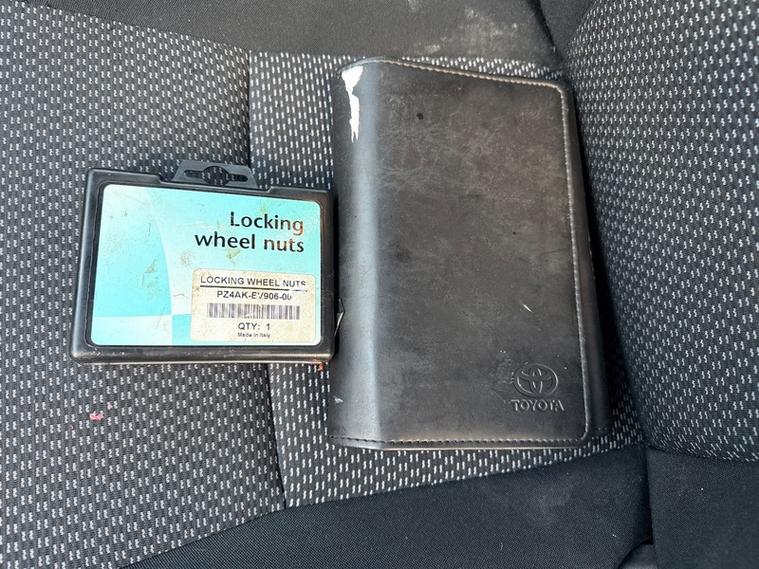 Locking
wheel nuts
LOCKING WHEEL NUTS
PZ4AK-EV906-00
QTY: 1
Made in Italy
TOYOTA